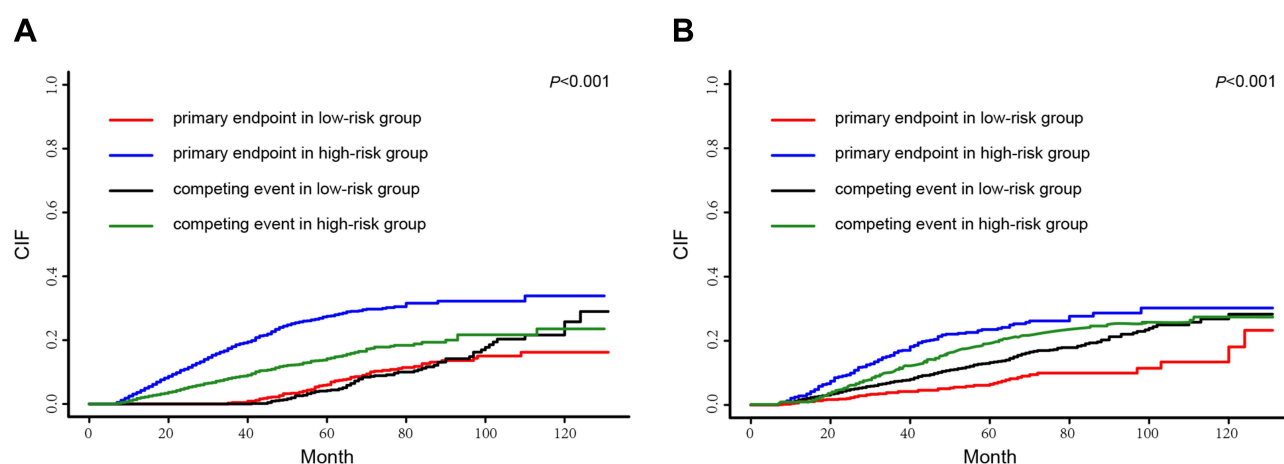 A
P<0.001
primary endpoint in low-risk group
primary endpoint in high-risk group
competing event in low-risk group
competing event in high-risk group
CIF
0.0 0.2 0.4 0.6 0.8 1.0
0 20 40 60 80 100 120
Month
B
P<0.001
primary endpoint in low-risk group
primary endpoint in high-risk group
competing event in low-risk group
competing event in high-risk group
CIF
0.0 0.2 0.4 0.6 0.8 1.0
0 20 40 60 80 100 120
Month